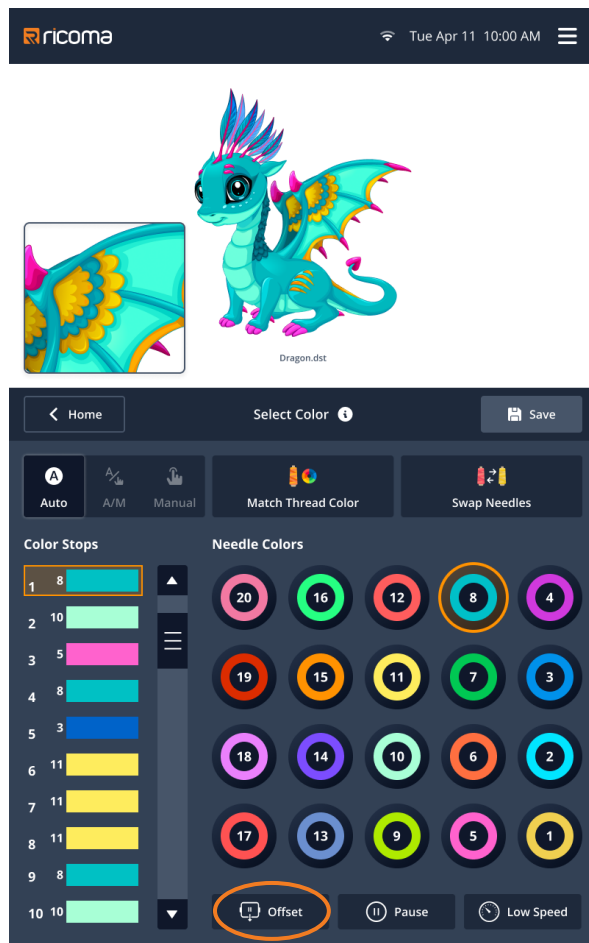 ricoma
Tue Apr 11 10:00 AM
Dragon.dst
Home
Select Color i
Save
A
Auto
A/M
Manual
Match Thread Color
Swap Needles
Color Stops
Needle Colors
1 8
2 10
3 5
4 8
5 3
6 11
7 11
8 11
9 8
10 10
20 16 12 8 4
19 15 11 7 3
18 14 10 6 2
17 13 9 5 1
Offset
Pause
Low Speed